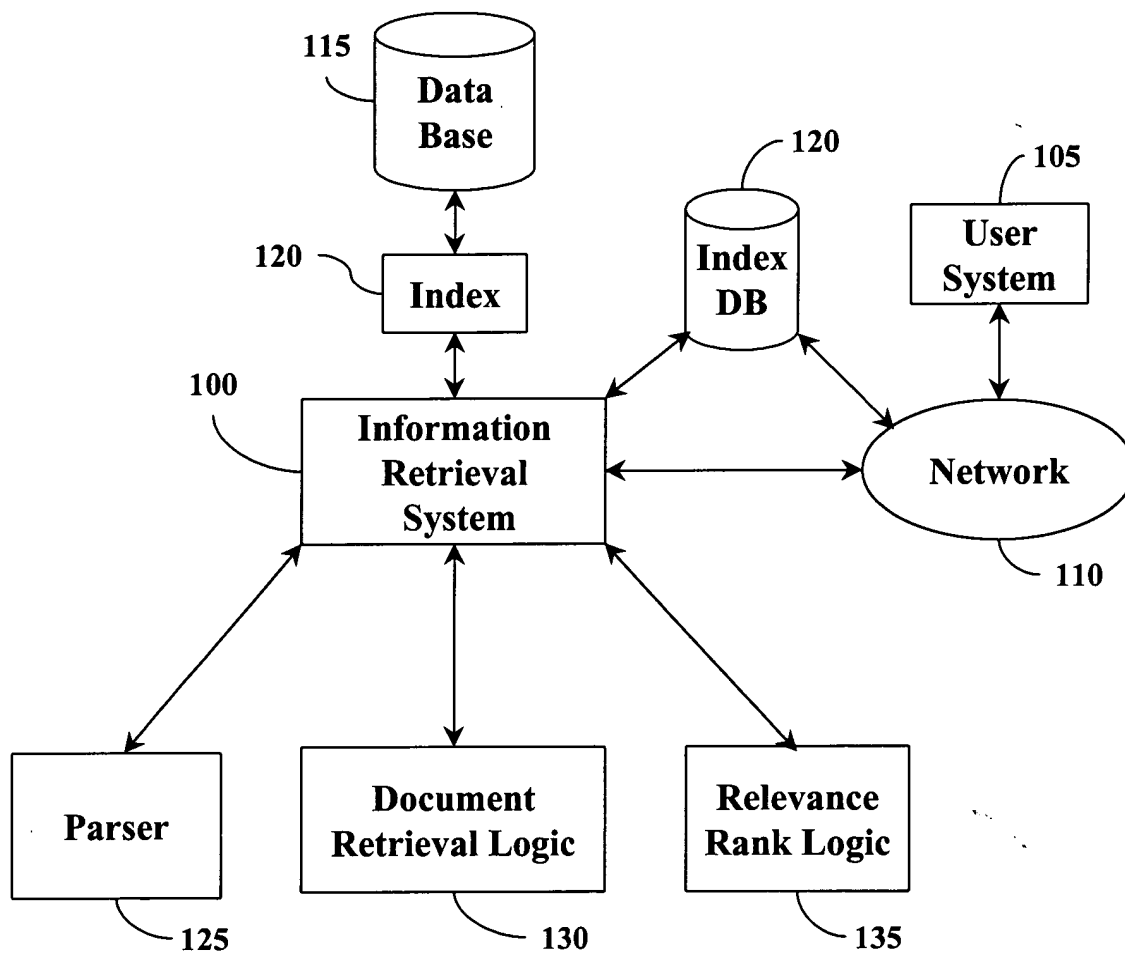 115
Data
Base
120
Index
120
Index
DB
105
User
System
100
Information
Retrieval
System
Network
110
Parser
125
Document
Retrieval Logic
130
Relevance
Rank Logic
135